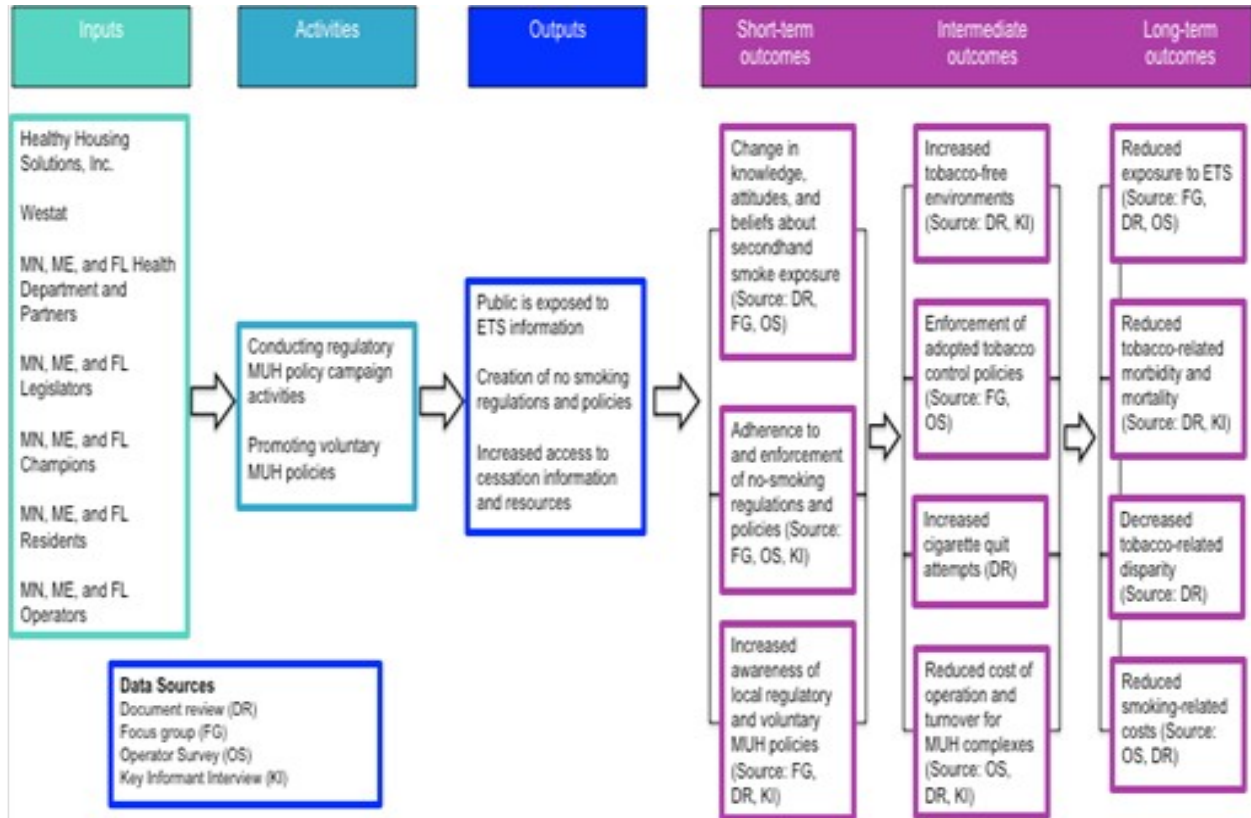 Inputs
Activities
Outputs
Short-term
outcomes
Intermediate
outcomes
Long-term
outcomes
Healthy Housing
Solutions, Inc.
Westat
MN, ME, and FL Health
Department and
Partners
MN, ME, and FL
Legislators
MN, ME, and FL
Champions
MN, ME, and FL
Residents
MN, ME, and FL
Operators
Conducting regulatory
MUH policy campaign
activities
Promoting voluntary
MUH policies
Public is exposed to
ETS information
Creation of no smoking
regulations and policies
Increased access to
cessation information
and resources
Change in
knowledge,
attitudes, and
beliefs about
secondhand
smoke exposure
(Source: DR,
FG, OS)
Adherence to
and enforcement
of no-smoking
regulations and
policies (Source:
FG, OS, KI)
Increased
awareness of
local regulatory
and voluntary
MUH policies
(Source: FG,
DR, KI)
Increased
tobacco-free
environments
(Source: DR, KI)
Enforcement of
adopted tobacco
control policies
(Source: FG,
OS)
Increased
cigarette quit
attempts (DR)
Reduced cost of
operation and
turnover for
MUH complexes
(Source: OS,
DR, KI)
Reduced
exposure to ETS
(Source: FG,
DR, OS)
Reduced
tobacco-related
morbidity and
mortality
(Source: DR, KI)
Decreased
tobacco-related
disparity
(Source: DR)
Reduced
smoking-related
costs (Source:
OS, DR)
Data Sources
Document review (DR)
Focus group (FG)
Operator Survey (OS)
Key Informant Interview (KI)